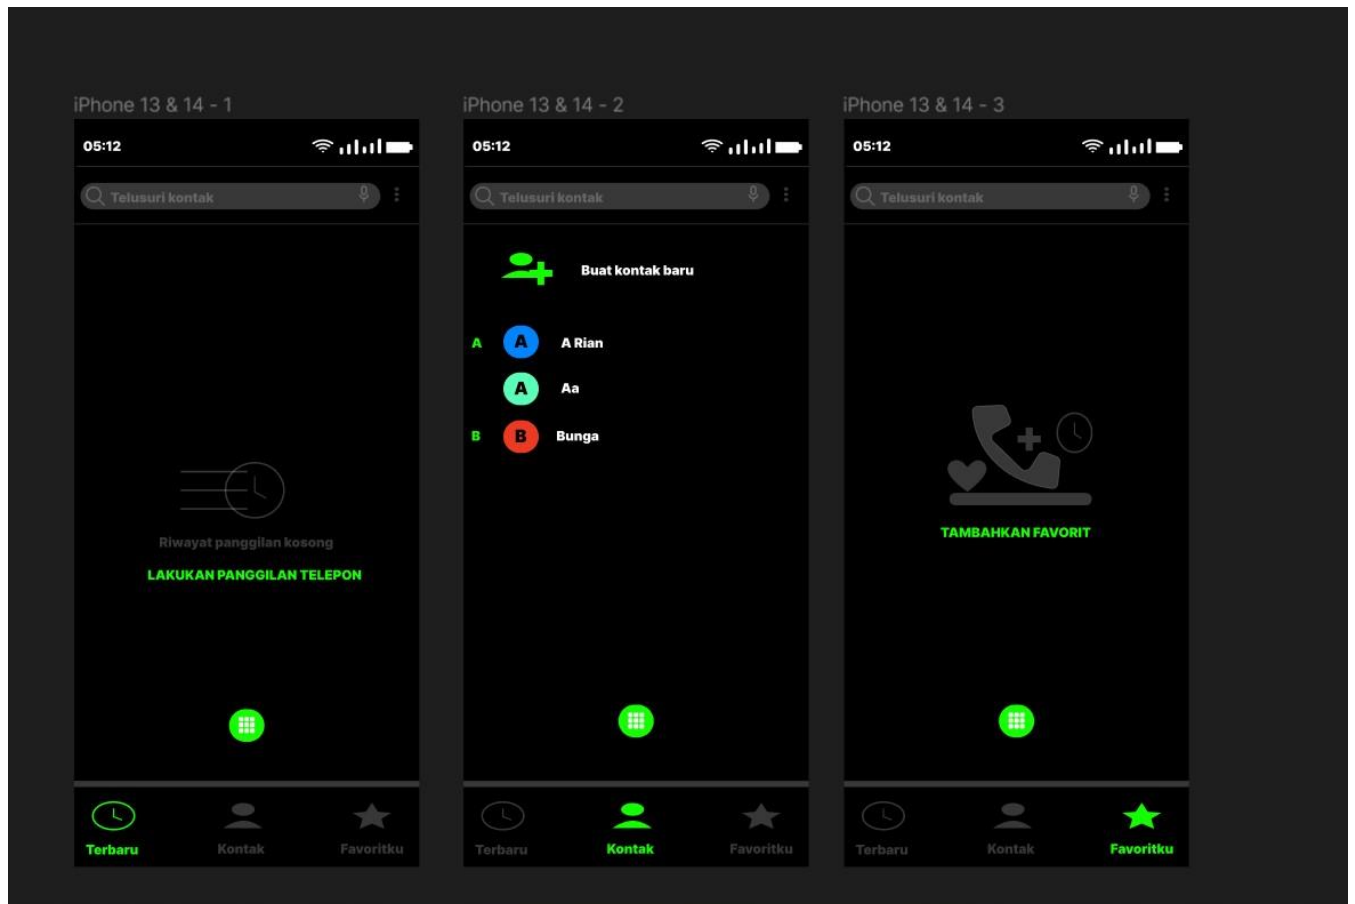 iPhone 13 & 14 - 1
05:12
Telusuri kontak
Riwayat panggilan kosong
LAKUKAN PANGGILAN TELEPON
Terbaru
Kontak
Favoritku
iPhone 13 & 14 - 2
05:12
Telusuri kontak
Buat kontak baru
A A A Rian
A Aa
B B Bunga
Terbaru
Kontak
Favoritku
iPhone 13 & 14 - 3
05:12
Telusuri kontak
TAMBAHKAN FAVORIT
Terbaru
Kontak
Favoritku